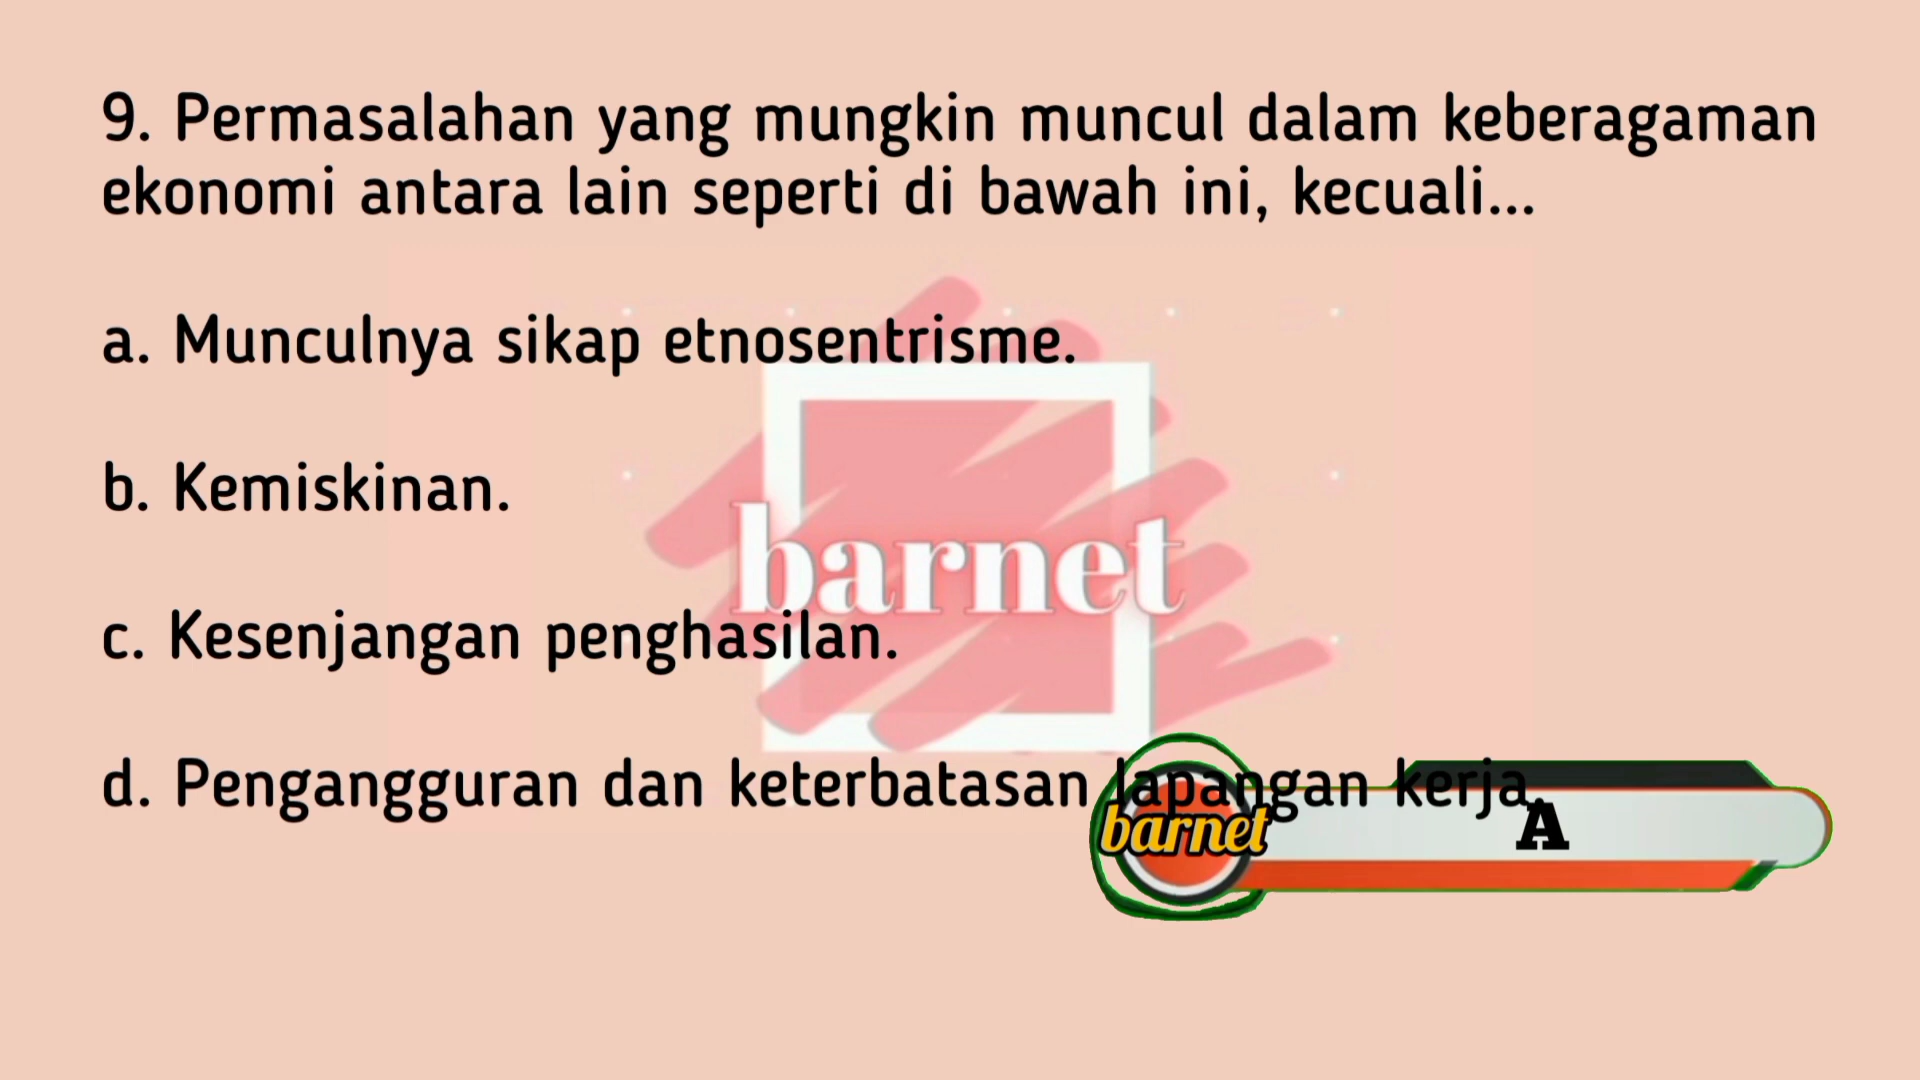 9. Permasalahan yang mungkin muncul dalam keberagaman
ekonomi antara lain seperti di bawah ini, kecuali...
a. Munculnya sikap etnosentrisme.
b. Kemiskinan.
barnet
c. Kesenjangan penghasilan.
d. Pengangguran dan keterbatasan lapangan kerja.
barnet
A